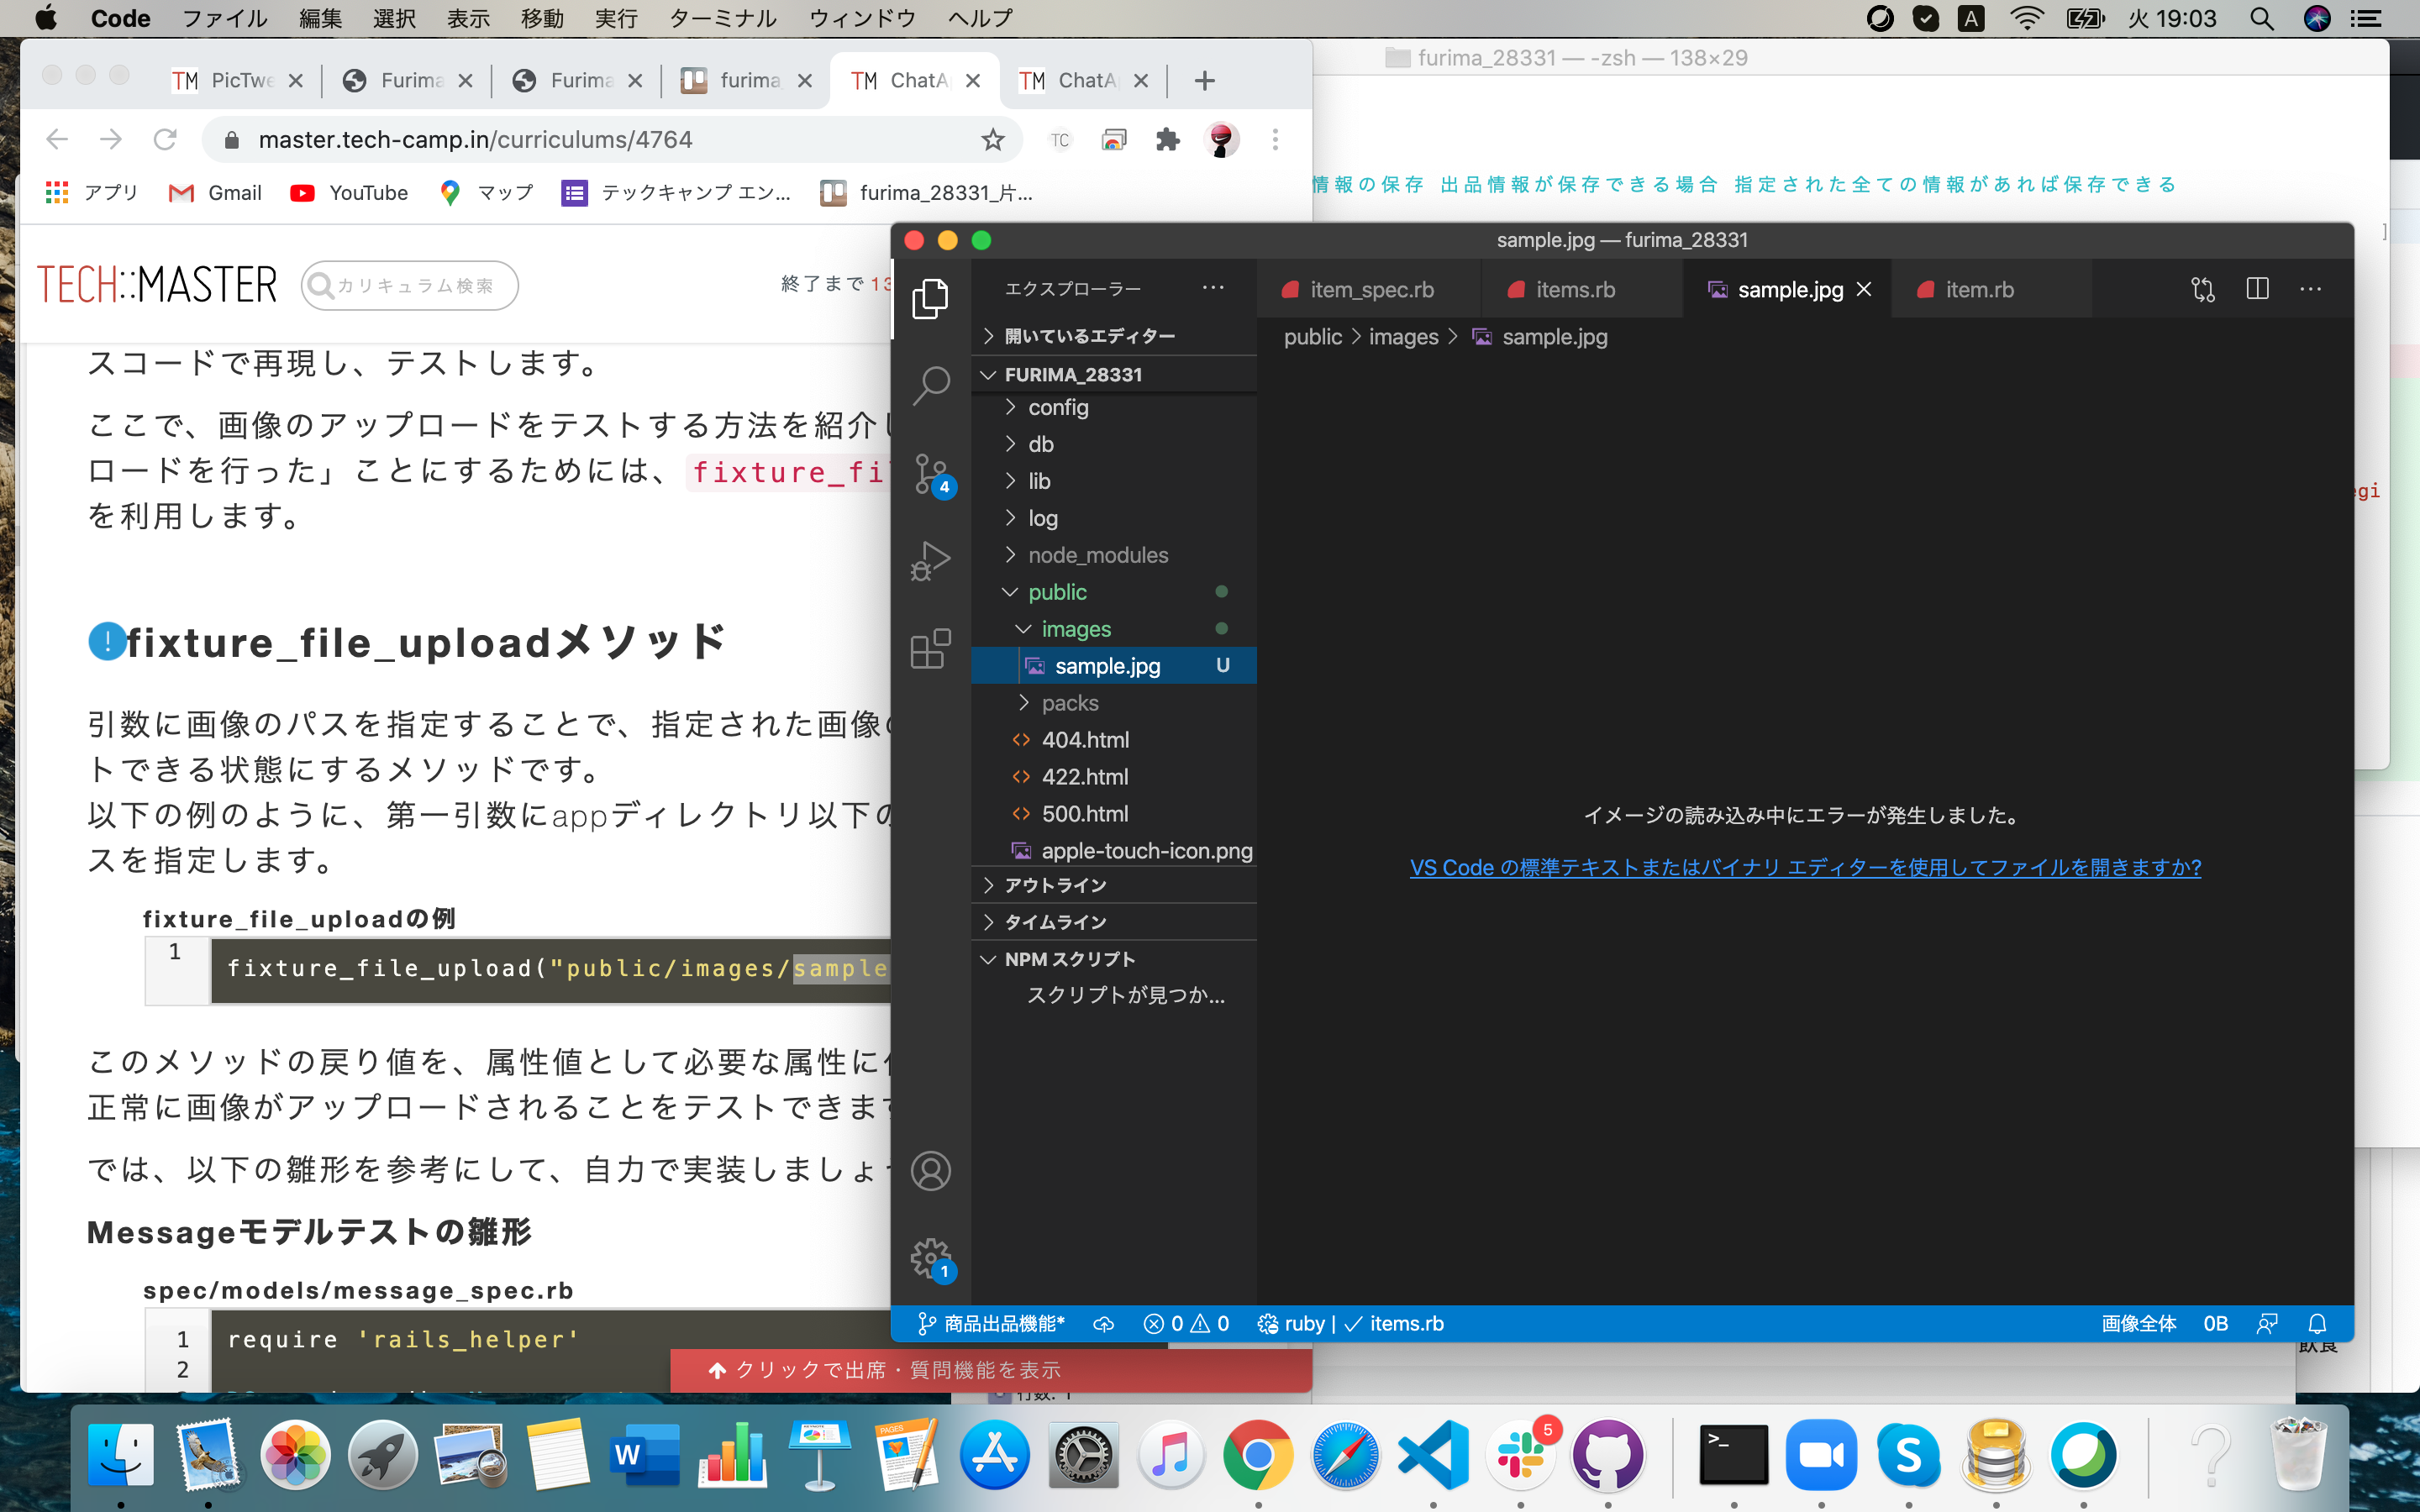 Code ファイル 編集 選択 表示 移動 実行 ターミナル ウィンドウ ヘルプ A 火 19:03
furima_28331 — -zsh — 138×29
TM PicTwe Furima Furima furima_ TM ChatA TM ChatA
master.tech-camp.in/curriculums/4764 TC
アプリ Gmail YouTube マップ テックキャンプ エン... furima_28331_片...
情報の保存 出品情報が保存できる場合 指定された全ての情報があれば保存できる
TECH::MASTER カリキュラム検索 終了まで 13
スコードで再現し、テストします。
ここで、画像のアップロードをテストする方法を紹介し
ロードを行った」ことにするためには、 fixture_fi
を利用します。
fixture_file_uploadメソッド
引数に画像のパスを指定することで、指定された画像の
トできる状態にするメソッドです。
以下の例のように、第一引数にappディレクトリ以下の
スを指定します。
fixture_file_uploadの例
1 fixture_file_upload("public/images/sample
このメソッドの戻り値を、属性値として必要な属性に代
正常に画像がアップロードされることをテストできます
では、以下の雛形を参考にして、自力で実装しましょう
Messageモデルテストの雛形
spec/models/message_spec.rb
1 require 'rails_helper'
2
クリックで出席・質問機能を表示
行数: 1
sample.jpg — furima_28331
エクスプローラー
item_spec.rb items.rb sample.jpg item.rb
public > images > sample.jpg
開いているエディター
FURIMA_28331
config
db
lib
log
node_modules
public
images
sample.jpg U
packs
404.html
422.html
500.html
apple-touch-icon.png
アウトライン
タイムライン
NPM スクリプト
スクリプトが見つか...
4
1
イメージの読み込み中にエラーが発生しました。
VS Code の標準テキストまたはバイナリ エディターを使用してファイルを開きますか?
商品出品機能* 0 0 ruby | ✓ items.rb 画像全体 0B
egi
飲食
W PAGES 5 >_ S ?